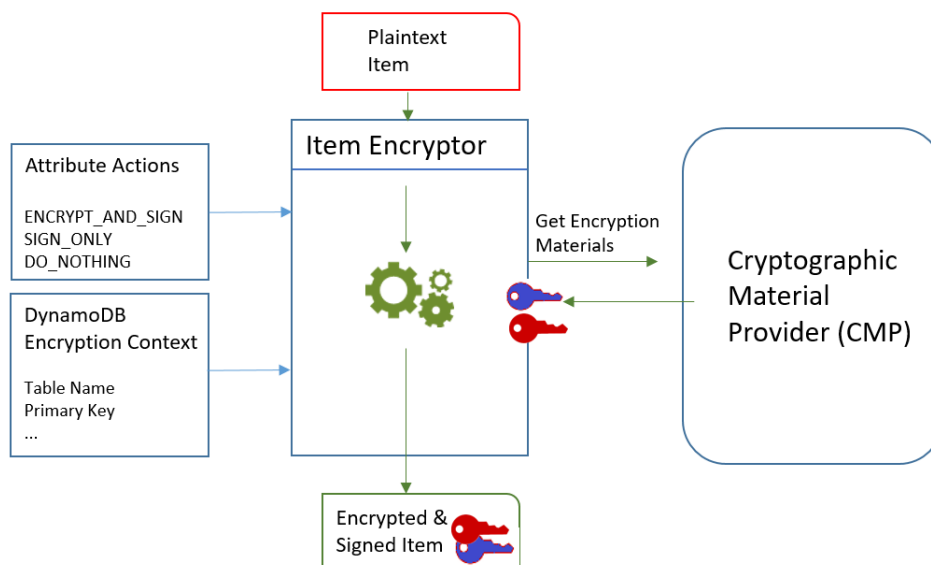 Plaintext
Item
Item Encryptor
Attribute Actions
ENCRYPT_AND_SIGN
SIGN_ONLY
DO_NOTHING
DynamoDB
Encryption Context
Table Name
Primary Key
...
Get Encryption
Materials
Cryptographic
Material
Provider (CMP)
Encrypted &
Signed Item